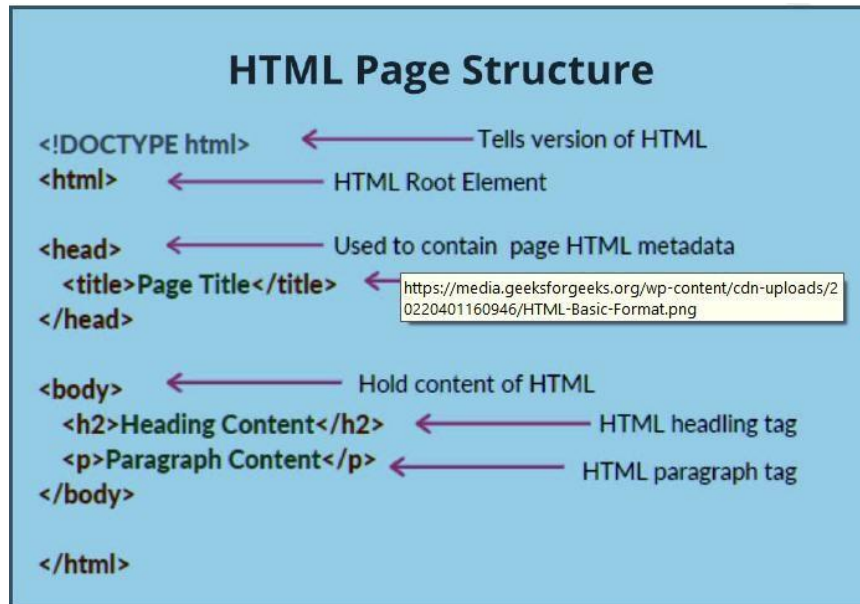 HTML Page Structure
<!DOCTYPE html> Tells version of HTML
<html> HTML Root Element
<head> Used to contain page HTML metadata
<title>Page Title</title>
https://media.geeksforgeeks.org/wp-content/cdn-uploads/2
0220401160946/HTML-Basic-Format.png
</head>
<body> Hold content of HTML
<h2>Heading Content</h2> HTML headling tag
<p>Paragraph Content</p> HTML paragraph tag
</body>
</html>